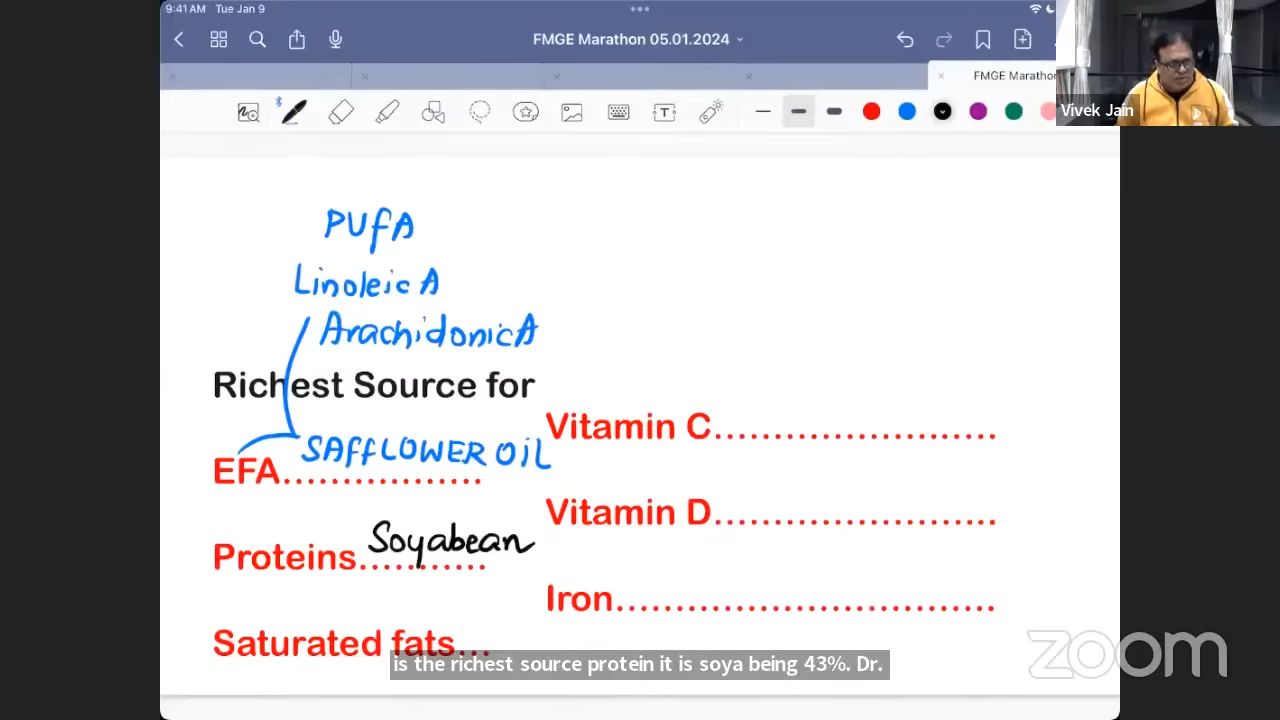 9:41 AM Tue Jan 9
FMGE Marathon 05.01.2024
FMGE Marathon
T
Vivek Jain
PUFA
Linoleic A
Arachidonic A
Richest Source for
Vitamin C........................
SAFFLOWER OIL
EFA.................
Vitamin D........................
Soyabean
Proteins...........
Iron................................
Saturated fats...
is the richest source protein it is soya being 43%. Dr.
zoom